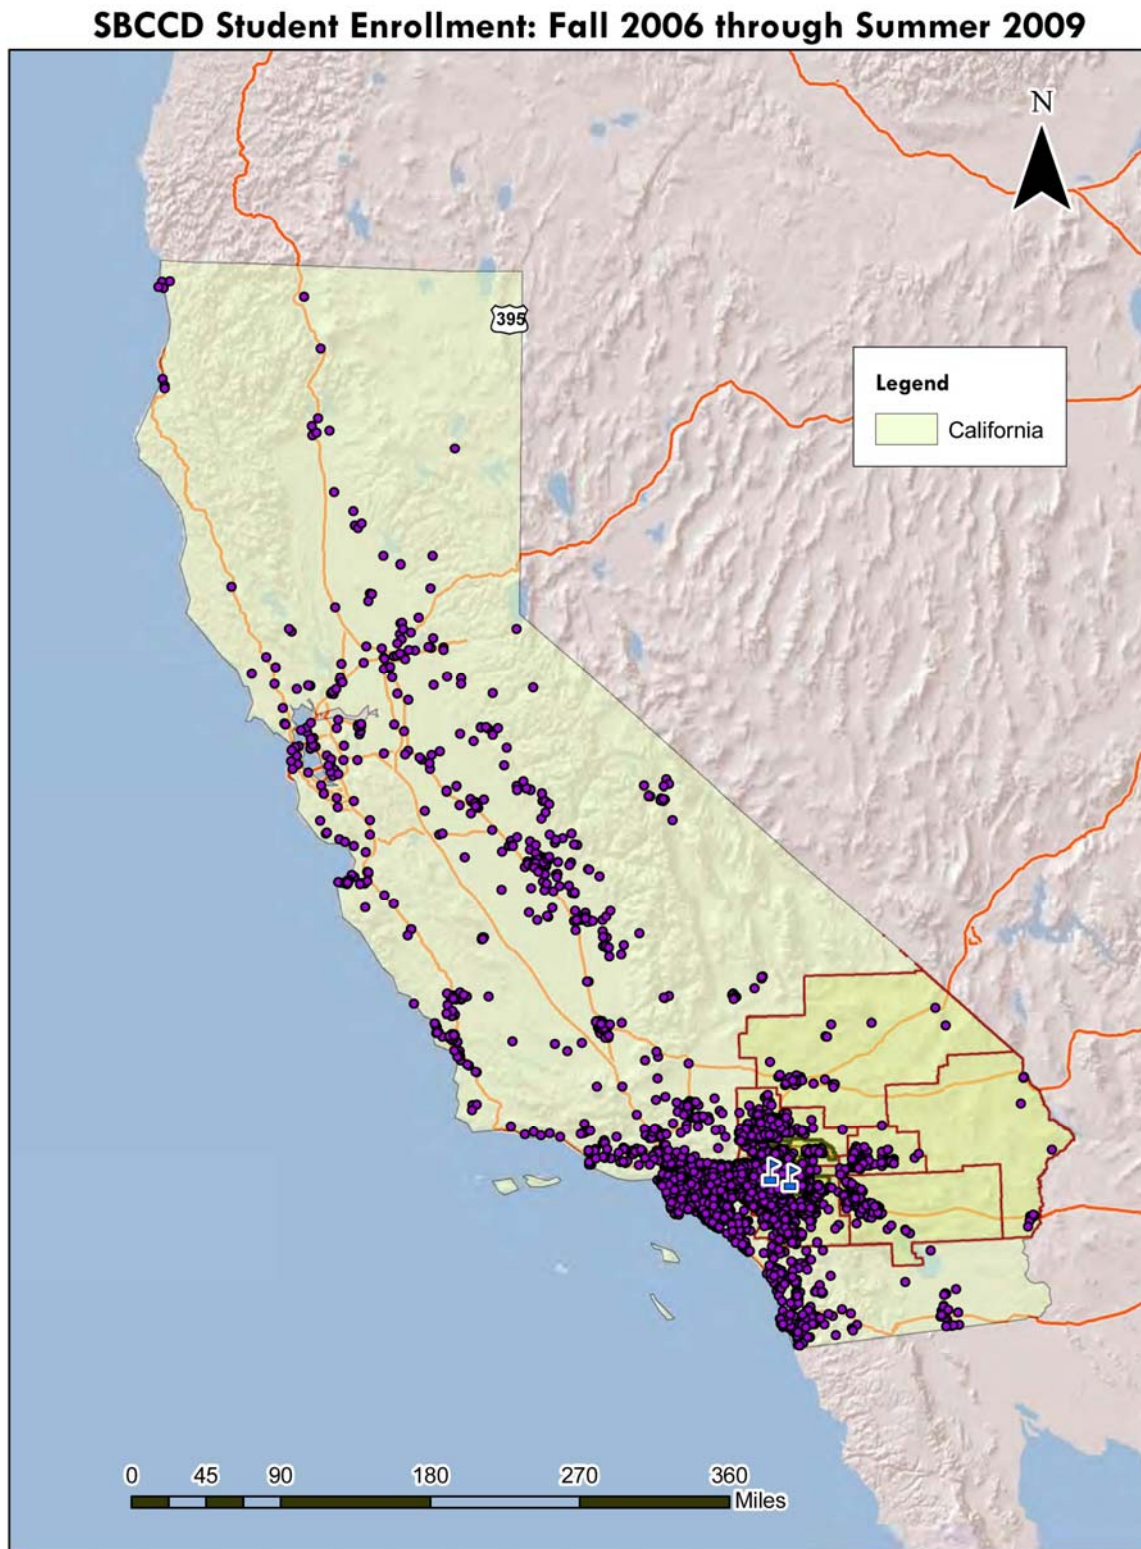 SBCCD Student Enrollment: Fall 2006 through Summer 2009
N
395
Legend
California
0 45 90 180 270 360
Miles